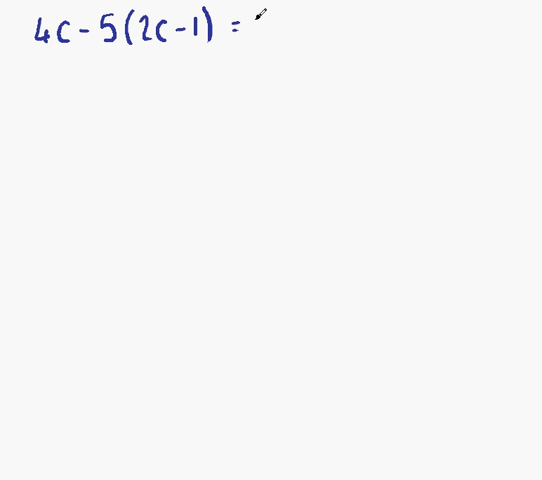 4c - 5(2c - 1) =